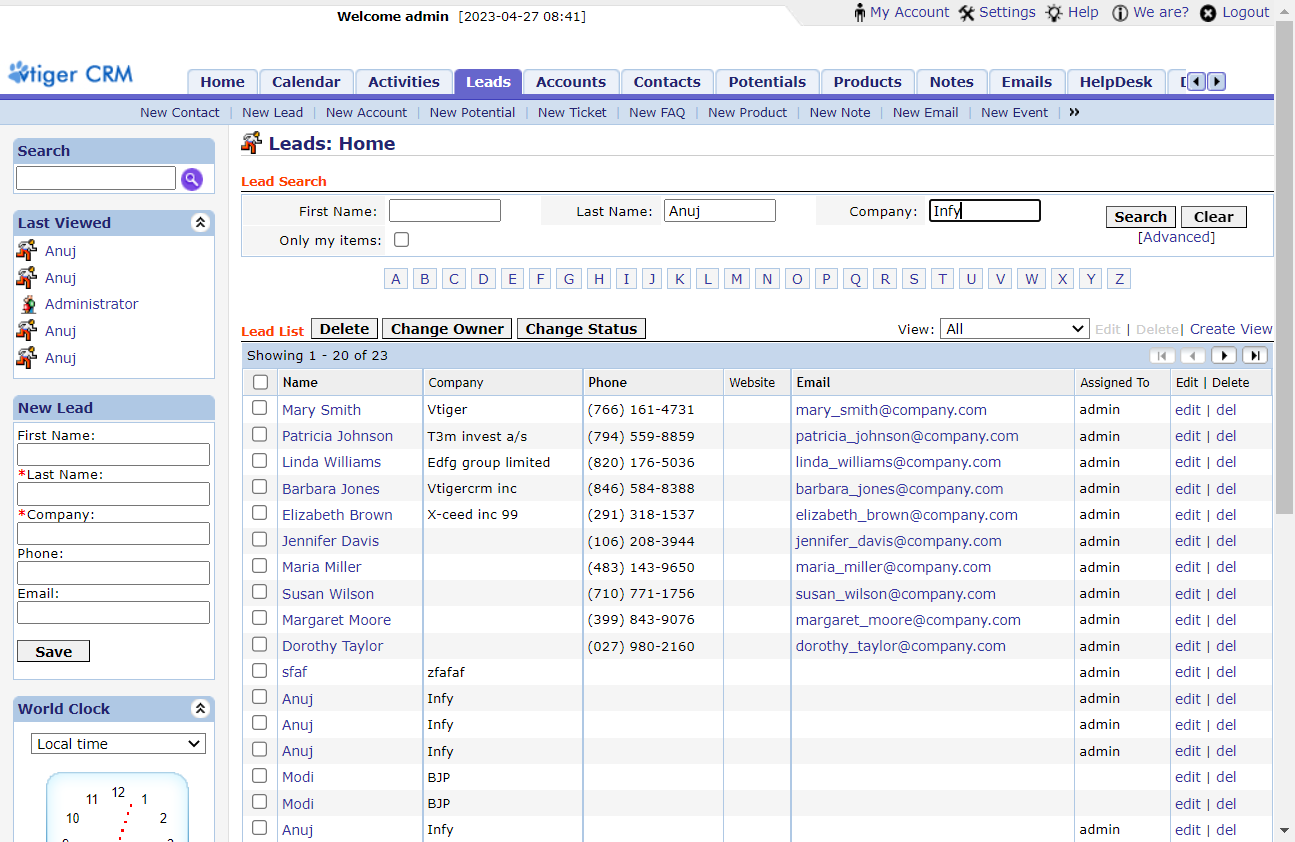 Welcome admin [2023-04-27 08:41]
My Account Settings Help We are? Logout
vtiger CRM
Home Calendar Activities Leads Accounts Contacts Potentials Products Notes Emails HelpDesk
New Contact | New Lead | New Account | New Potential | New Ticket | New FAQ | New Product | New Note | New Email | New Event | »
Search
Last Viewed
Anuj
Anuj
Administrator
Anuj
Anuj
New Lead
First Name:
*Last Name:
*Company:
Phone:
Email:
Save
World Clock
Local time
12
11 1
10 2
Leads: Home
Lead Search
First Name: Last Name: Anuj Company: Infy
Search Clear
Only my items:
[Advanced]
A B C D E F G H I J K L M N O P Q R S T U V W X Y Z
Lead List Delete Change Owner Change Status View: All Edit | Delete| Create View
Showing 1 - 20 of 23
Name Company Phone Website Email Assigned To Edit | Delete
Mary Smith Vtiger (766) 161-4731 mary_smith@company.com admin edit | del
Patricia Johnson T3m invest a/s (794) 559-8859 patricia_johnson@company.com admin edit | del
Linda Williams Edfg group limited (820) 176-5036 linda_williams@company.com admin edit | del
Barbara Jones Vtigercrm inc (846) 584-8388 barbara_jones@company.com admin edit | del
Elizabeth Brown X-ceed inc 99 (291) 318-1537 elizabeth_brown@company.com admin edit | del
Jennifer Davis (106) 208-3944 jennifer_davis@company.com admin edit | del
Maria Miller (483) 143-9650 maria_miller@company.com admin edit | del
Susan Wilson (710) 771-1756 susan_wilson@company.com admin edit | del
Margaret Moore (399) 843-9076 margaret_moore@company.com admin edit | del
Dorothy Taylor (027) 980-2160 dorothy_taylor@company.com admin edit | del
sfaf zfafaf admin edit | del
Anuj Infy admin edit | del
Anuj Infy admin edit | del
Anuj Infy admin edit | del
Modi BJP edit | del
Modi BJP edit | del
Anuj Infy admin edit | del